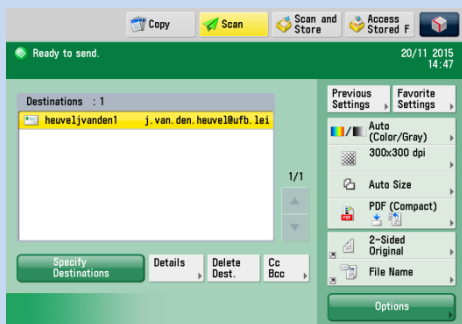 Copy
Scan
Scan and
Store
Access
Stored F
Ready to send.
20/11 2015
14:47
Destinations : 1
heuveljvanden1 j.van.den.heuvel@ufb.lei
1/1
Specify
Destinations
Details
Delete
Dest.
Cc
Bcc
Previous
Settings
Favorite
Settings
Auto
(Color/Gray)
300x300 dpi
Auto Size
PDF (Compact)
2-Sided
Original
File Name
Options